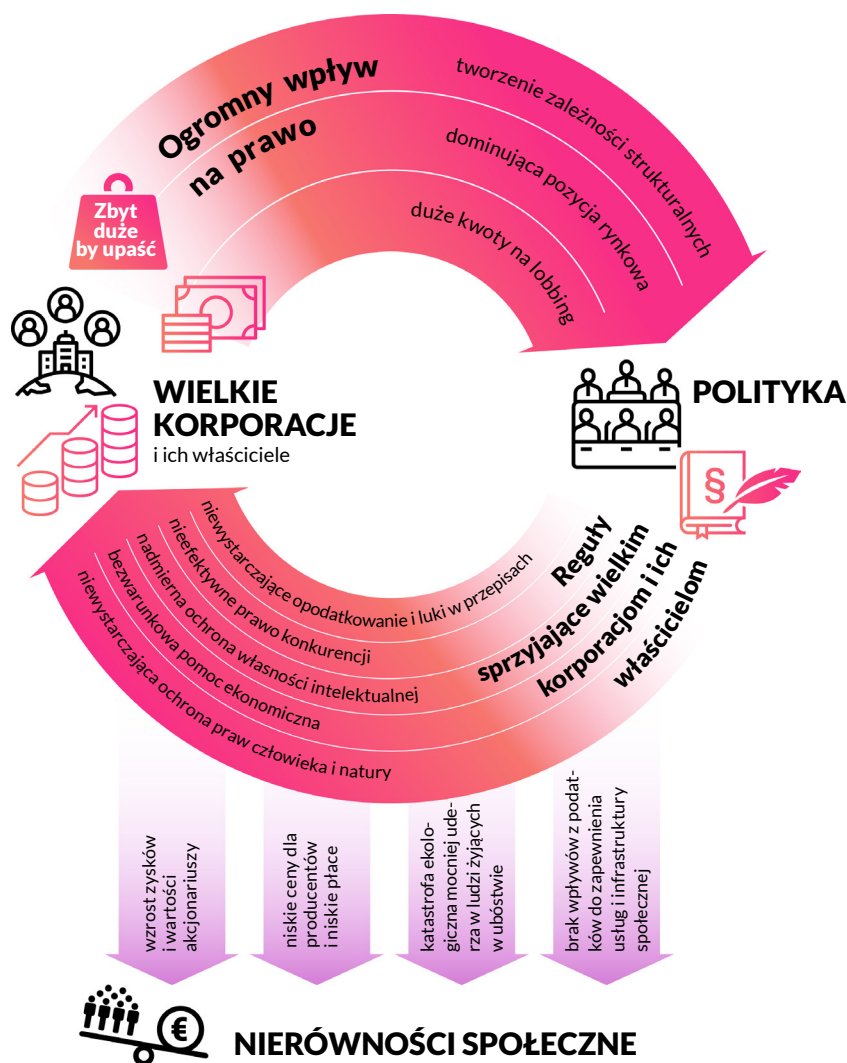 Ogromny wpływ
na prawo
tworzenie zależności strukturalnych
dominująca pozycja rynkowa
duże kwoty na lobbing
Zbyt
duże
by upaść
WIELKIE
KORPORACJE
i ich właściciele
POLITYKA
§
Reguły
sprzyjające wielkim
korporacjom i ich
właścicielom
niewystarczające opodatkowanie i luki w przepisach
nieefektywne prawo konkurencji
nadmierna ochrona własności intelektualnej
bezwarunkowa pomoc ekonomiczna
niewystarczająca ochrona praw człowieka i natury
wzrost zysków
i wartości
akcjonariuszy
niskie ceny dla
producentów
i niskie płace
katastrofa ekolo-
giczna mocniej ude-
rza w ludzi żyjących
w ubóstwie
brak wpływów z podat-
ków do zapewnienia
usług i infrastruktury
społecznej
€
NIERÓWNOŚCI SPOŁECZNE